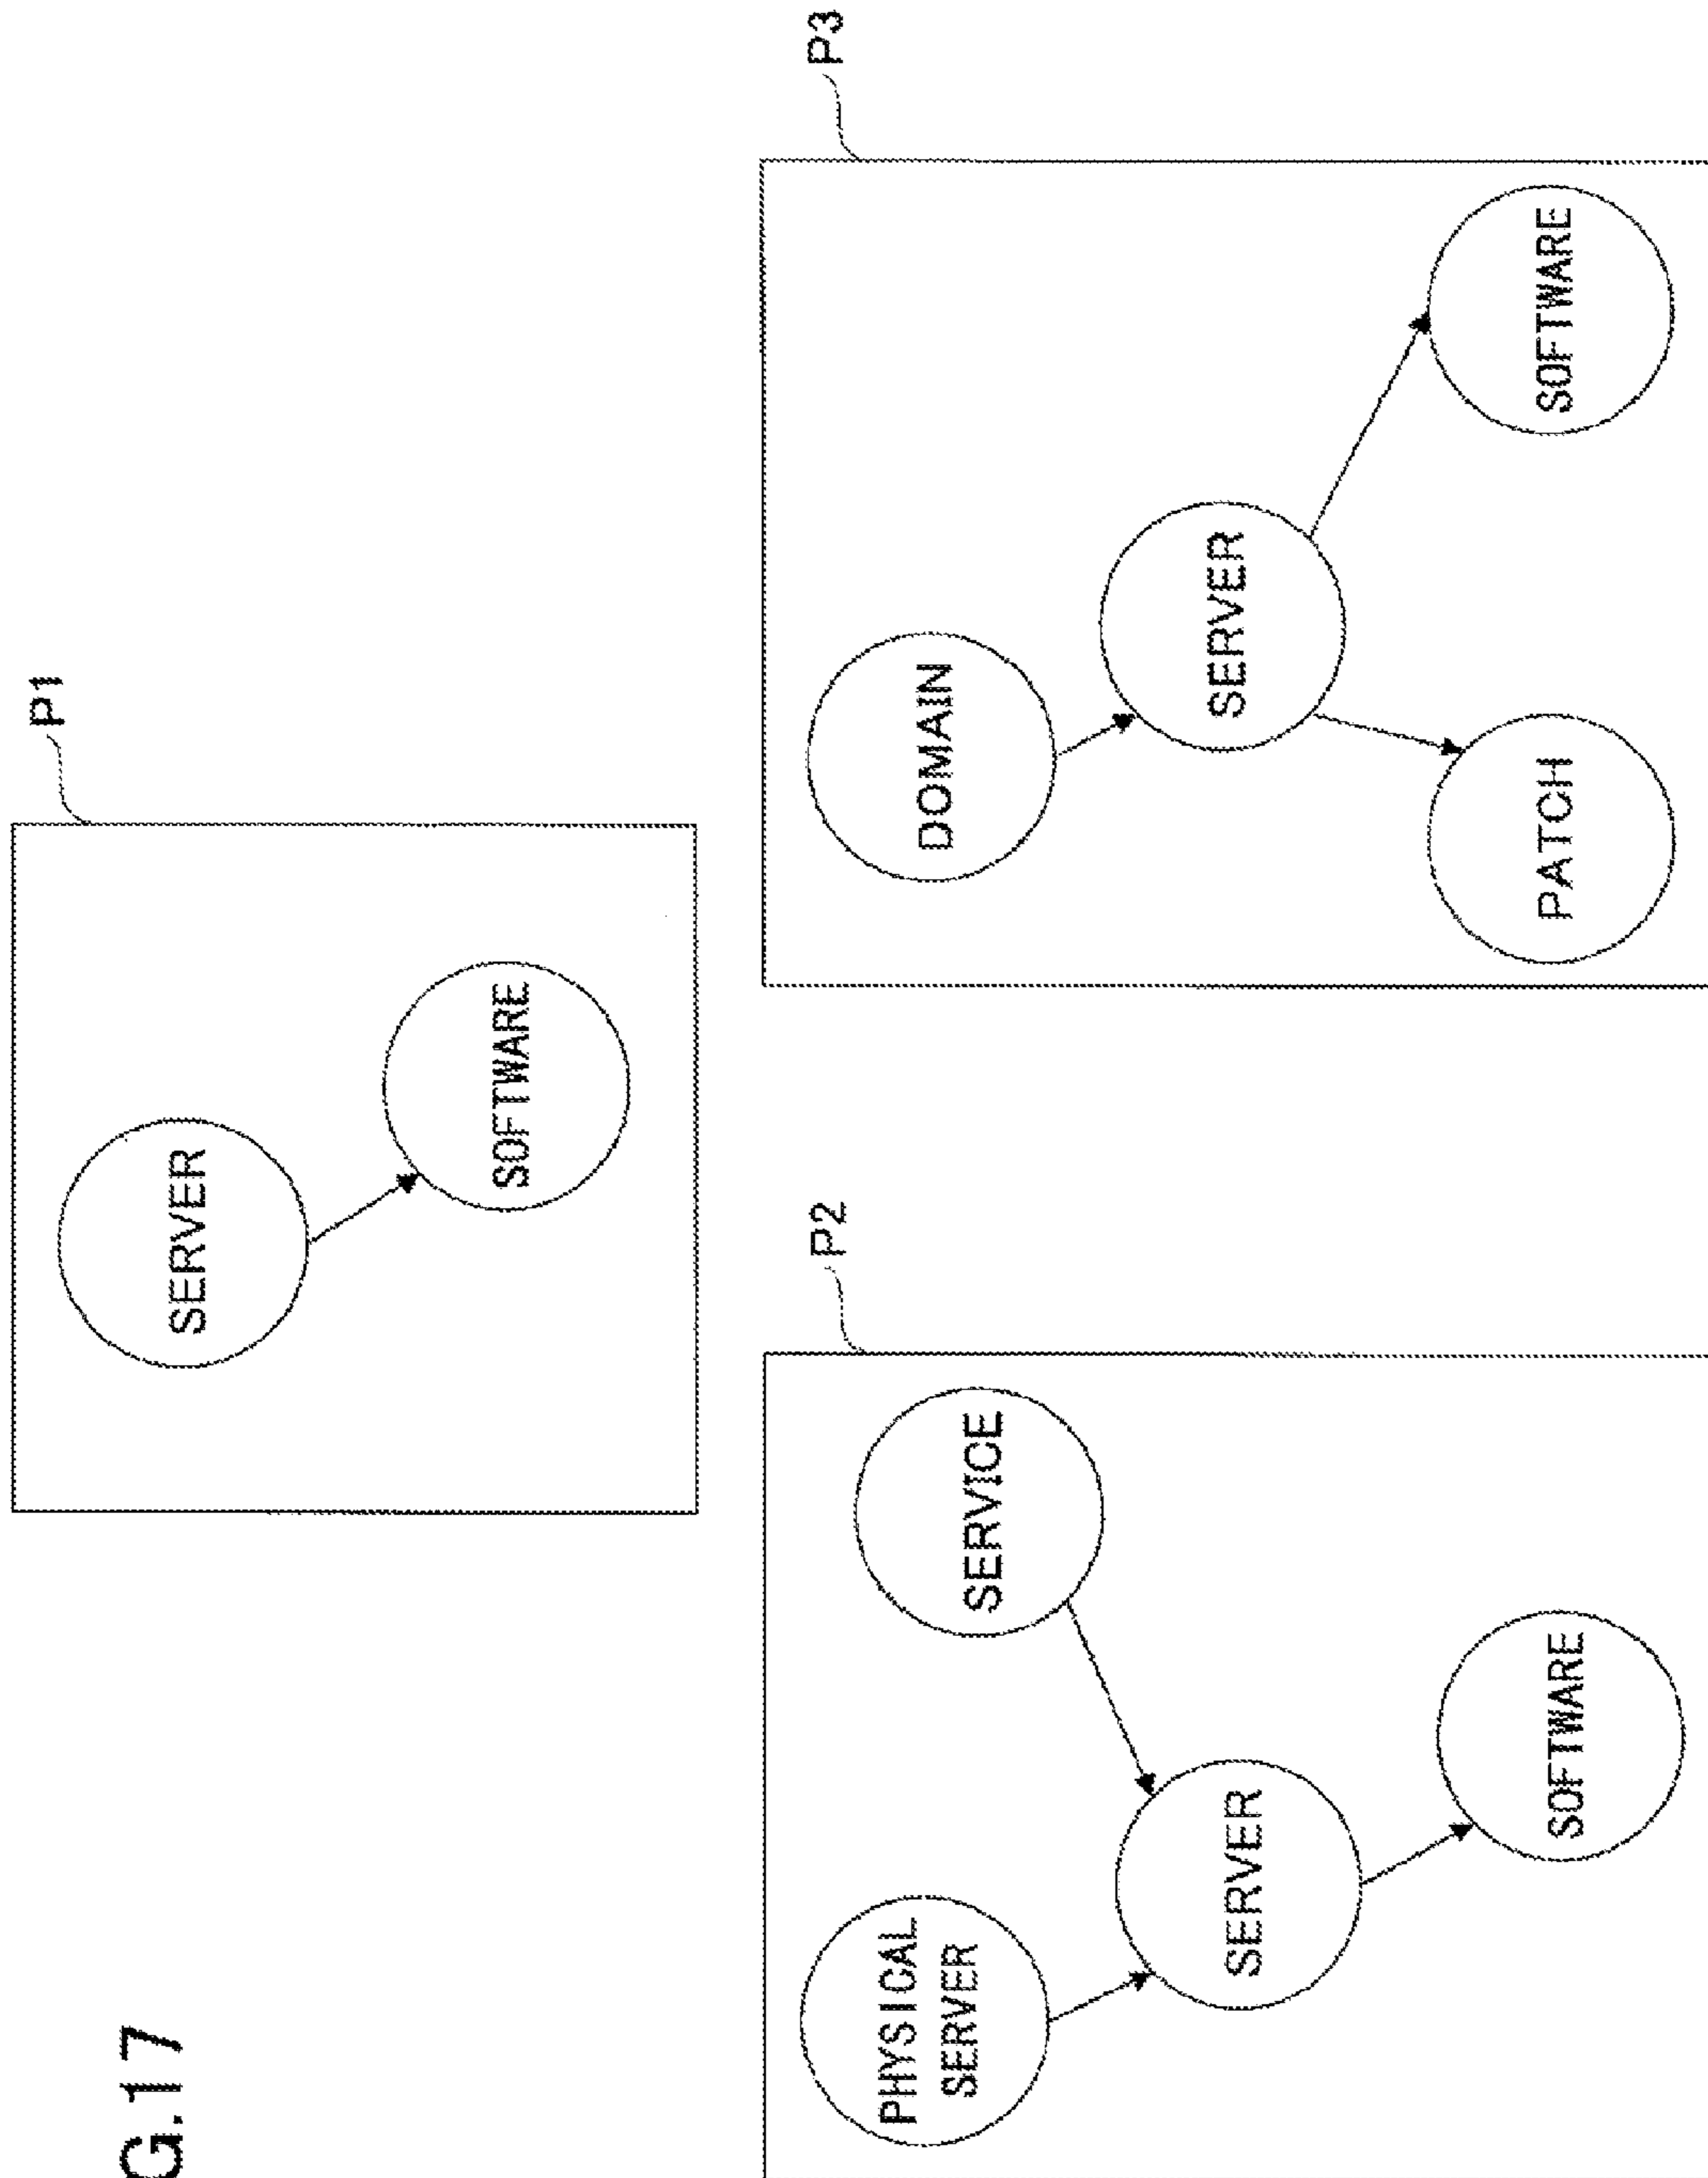 G.17
P1
SERVER
SOFTWARE
P2
PHYSICAL
SERVER
SERVICE
SERVER
SOFTWARE
P3
DOMAIN
SERVER
PATCH
SOFTWARE